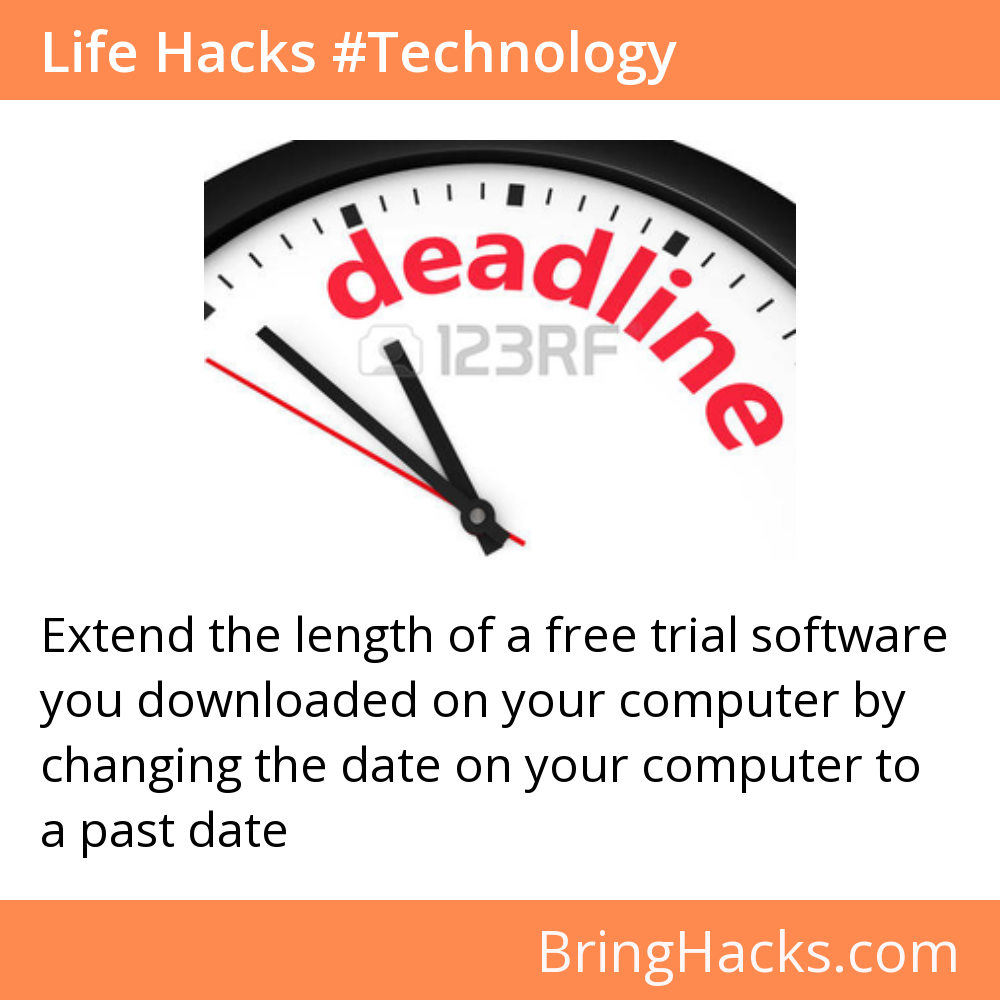 Life Hacks #Technology
deadline
123RF
Extend the length of a free trial software
you downloaded on your computer by
changing the date on your computer to
a past date
BringHacks.com